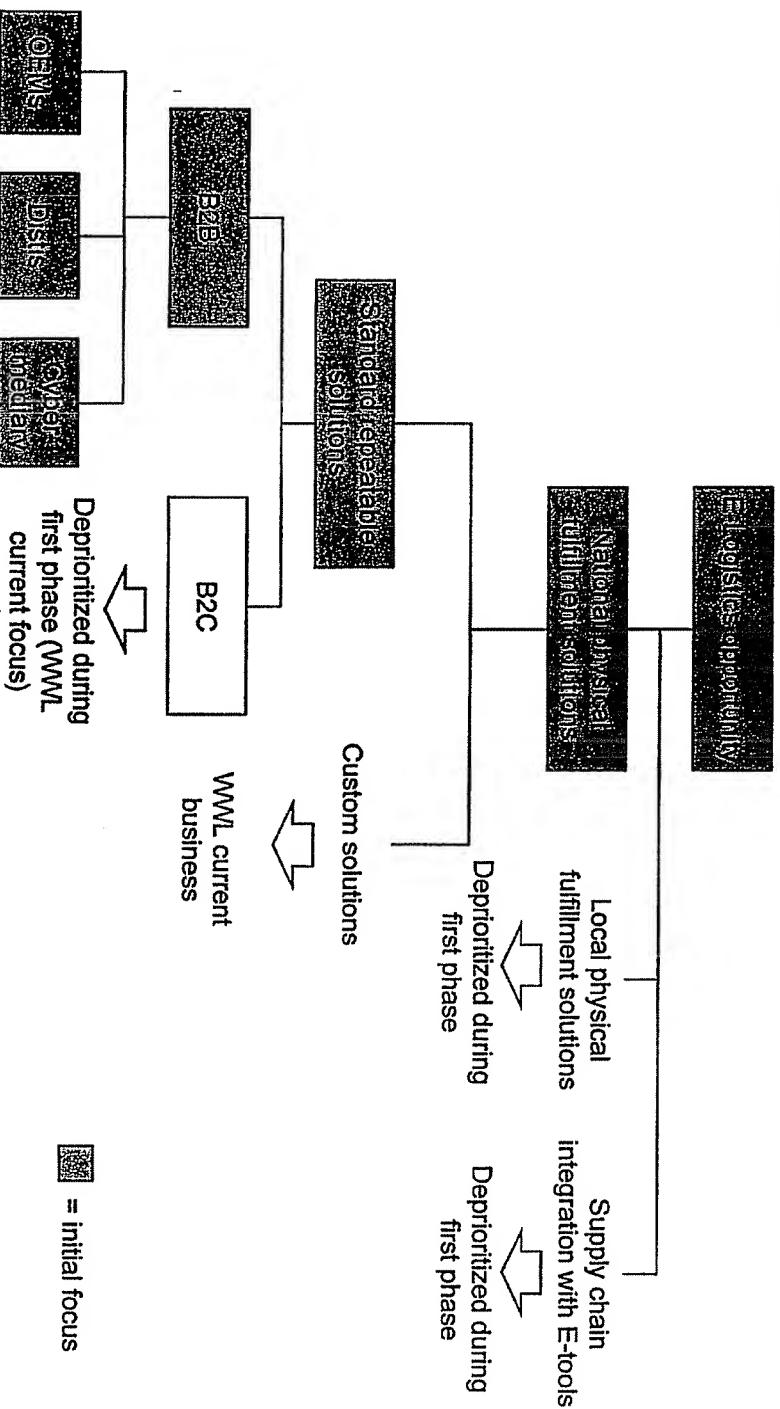 E-Logistics opportunity
National physical
fulfillment solutions
Local physical
fulfillment solutions
Supply chain
integration with E-tools
Deprioritized during
first phase
Deprioritized during
first phase
Standard repeatable
solutions
Custom solutions
WWL current
business
B2B
B2C
Deprioritized during
first phase (WWL
current focus)
OEMs
Distis
Cyber-
mediary
= initial focus